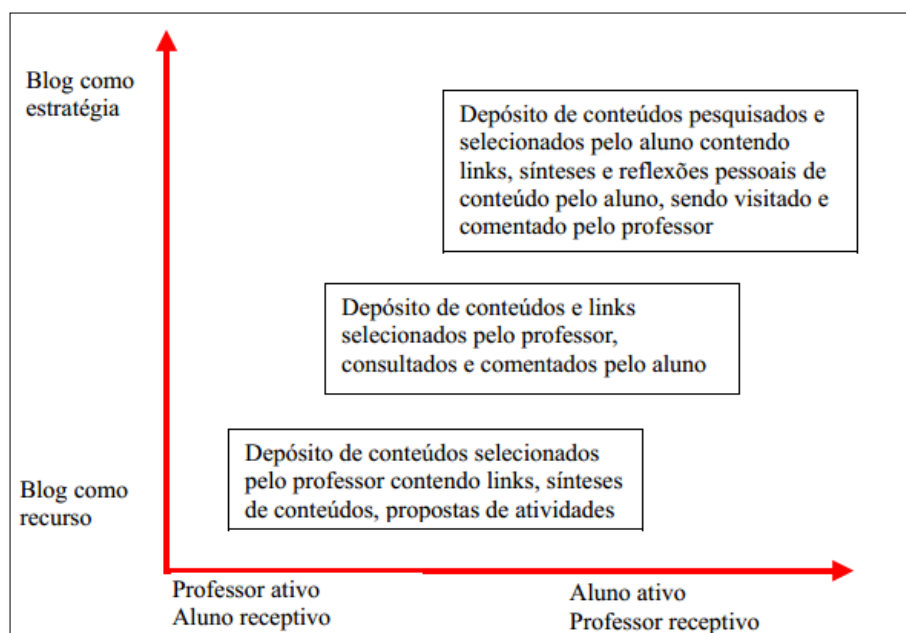 Blog como
estratégia
Depósito de conteúdos pesquisados e
selecionados pelo aluno contendo
links, sínteses e reflexões pessoais de
conteúdo pelo aluno, sendo visitado e
comentado pelo professor
Depósito de conteúdos e links
selecionados pelo professor,
consultados e comentados pelo aluno
Depósito de conteúdos selecionados
pelo professor contendo links, sínteses
de conteúdos, propostas de atividades
Blog como
recurso
Professor ativo
Aluno receptivo
Aluno ativo
Professor receptivo